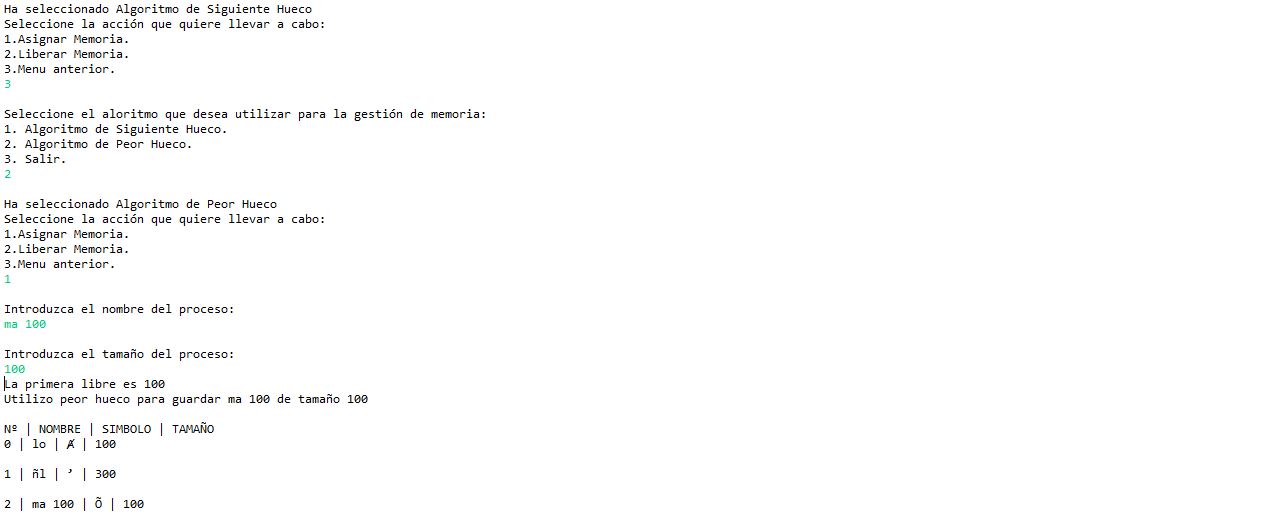 Ha seleccionado Algoritmo de Siguiente Hueco
Seleccione la acción que quiere llevar a cabo:
1.Asignar Memoria.
2.Liberar Memoria.
3.Menu anterior.
3
Seleccione el aloritmo que desea utilizar para la gestión de memoria:
1. Algoritmo de Siguiente Hueco.
2. Algoritmo de Peor Hueco.
3. Salir.
2
Ha seleccionado Algoritmo de Peor Hueco
Seleccione la acción que quiere llevar a cabo:
1.Asignar Memoria.
2.Liberar Memoria.
3.Menu anterior.
1
Introduzca el nombre del proceso:
ma 100
Introduzca el tamaño del proceso:
100
La primera libre es 100
Utilizo peor hueco para guardar ma 100 de tamaño 100
Nº | NOMBRE | SIMBOLO | TAMAÑO
0 | lo | Ⱥ | 100
1 | ñl | ’ | 300
2 | ma 100 | Õ | 100